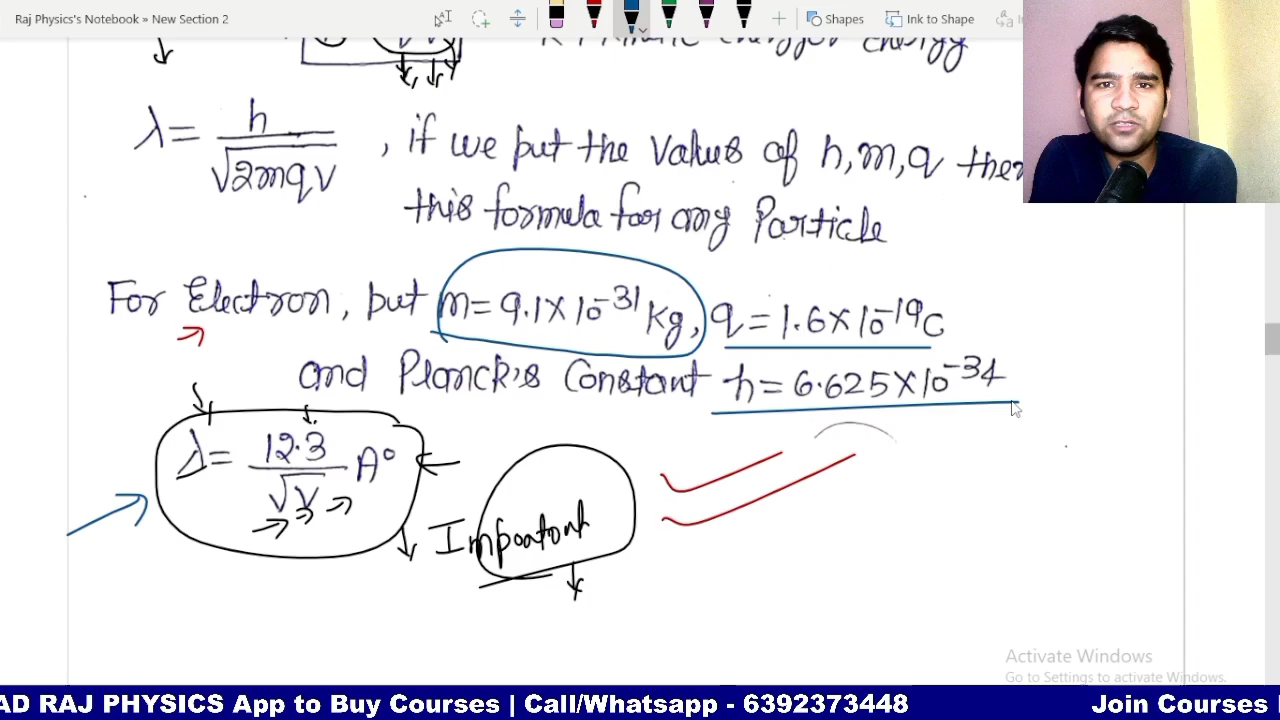 Raj Physics's Notebook » New Section 2
Shapes
Ink to Shape
Energy
λ = h / √2mqv , if we put the values of h, m, q then
this formula for any Particle
For Electron, but m = 9.1 × 10⁻³¹ kg, q = 1.6 × 10⁻¹⁹ C
and Planck's Constant h = 6.625 × 10⁻³⁴
λ = 12.3 / √V A°
Impoatant
Activate Windows
Go to Settings to activate Windows.
AD RAJ PHYSICS App to Buy Courses | Call/Whatsapp - 6392373448
Join Courses